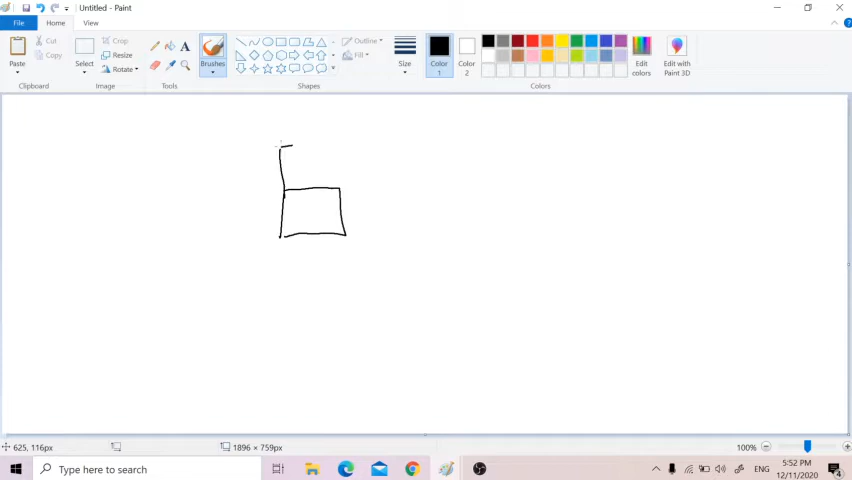 Untitled - Paint
File Home View
Paste
Cut
Copy
Clipboard
Select
Crop
Resize
Rotate
Image
A
Tools
Brushes
Outline
Fill
Shapes
Size
Color
1
Color
2
Colors
Edit
colors
Edit with
Paint 3D
625, 116px
1896 × 759px
100%
Type here to search
ENG
5:52 PM
12/11/2020
4